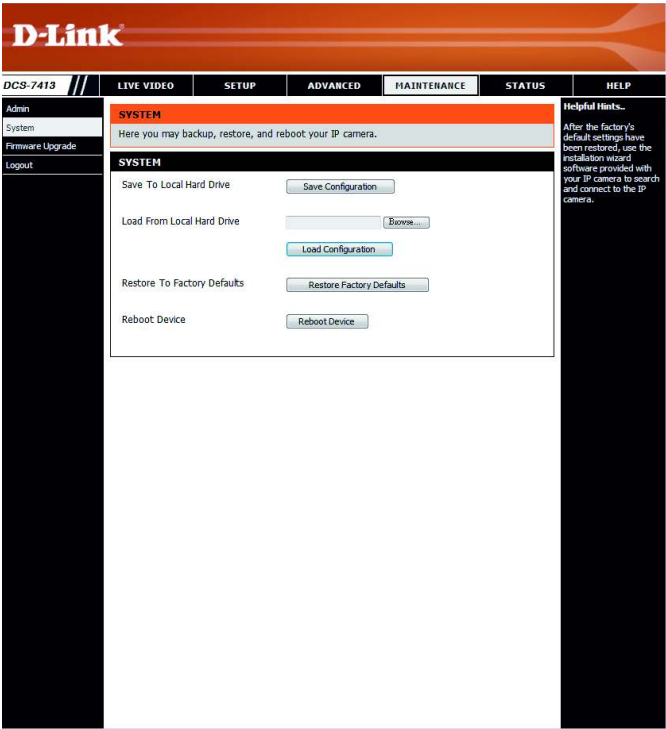 D-Link
DCS-7413
LIVE VIDEO
SETUP
ADVANCED
MAINTENANCE
STATUS
HELP
Admin
System
Firmware Upgrade
Logout
SYSTEM
Here you may backup, restore, and reboot your IP camera.
SYSTEM
Save To Local Hard Drive
Save Configuration
Load From Local Hard Drive
Browse...
Load Configuration
Restore To Factory Defaults
Restore Factory Defaults
Reboot Device
Reboot Device
Helpful Hints..
After the factory's
default settings have
been restored, use the
installation wizard
software provided with
your IP camera to search
and connect to the IP
camera.